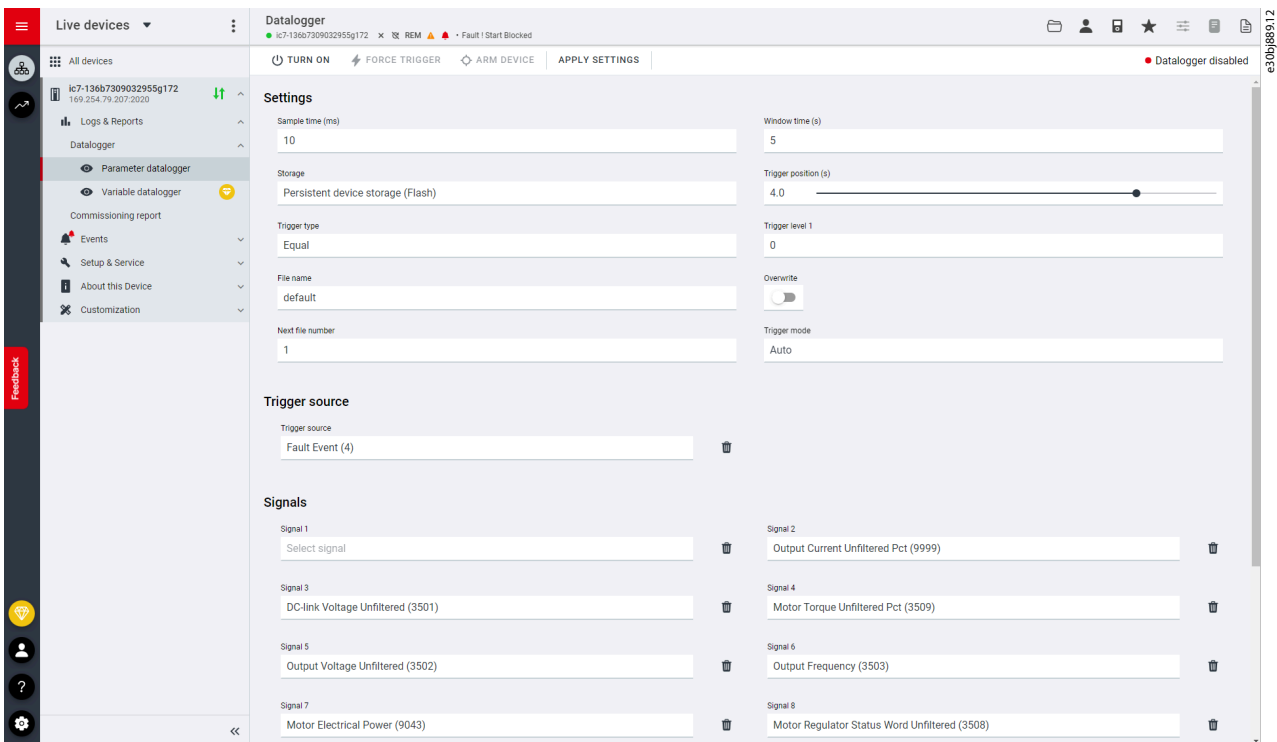 Live devices
Datalogger
ic7-136b7309032955g172 REM • Fault ! Start Blocked
e30bj889.12
All devices
TURN ON FORCE TRIGGER ARM DEVICE APPLY SETTINGS
Datalogger disabled
ic7-136b7309032955g172
169.254.79.207:2020
Logs & Reports
Datalogger
Parameter datalogger
Variable datalogger
Commissioning report
Events
Setup & Service
About this Device
Customization
Feedback
Settings
Sample time (ms)
10
Window time (s)
5
Storage
Persistent device storage (Flash)
Trigger position (s)
4.0
Trigger type
Equal
Trigger level 1
0
File name
default
Overwrite
Next file number
1
Trigger mode
Auto
Trigger source
Trigger source
Fault Event (4)
Signals
Signal 1
Select signal
Signal 2
Output Current Unfiltered Pct (9999)
Signal 3
DC-link Voltage Unfiltered (3501)
Signal 4
Motor Torque Unfiltered Pct (3509)
Signal 5
Output Voltage Unfiltered (3502)
Signal 6
Output Frequency (3503)
Signal 7
Motor Electrical Power (9043)
Signal 8
Motor Regulator Status Word Unfiltered (3508)